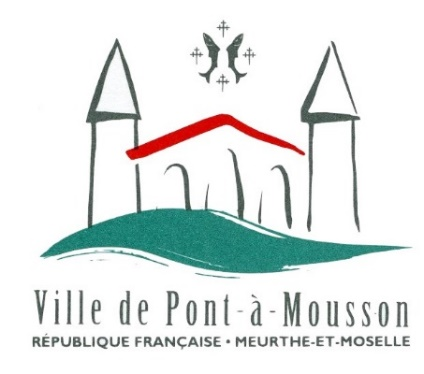 Ville de Pont-à-Mousson
RÉPUBLIQUE FRANÇAISE • MEURTHE-ET-MOSELLE